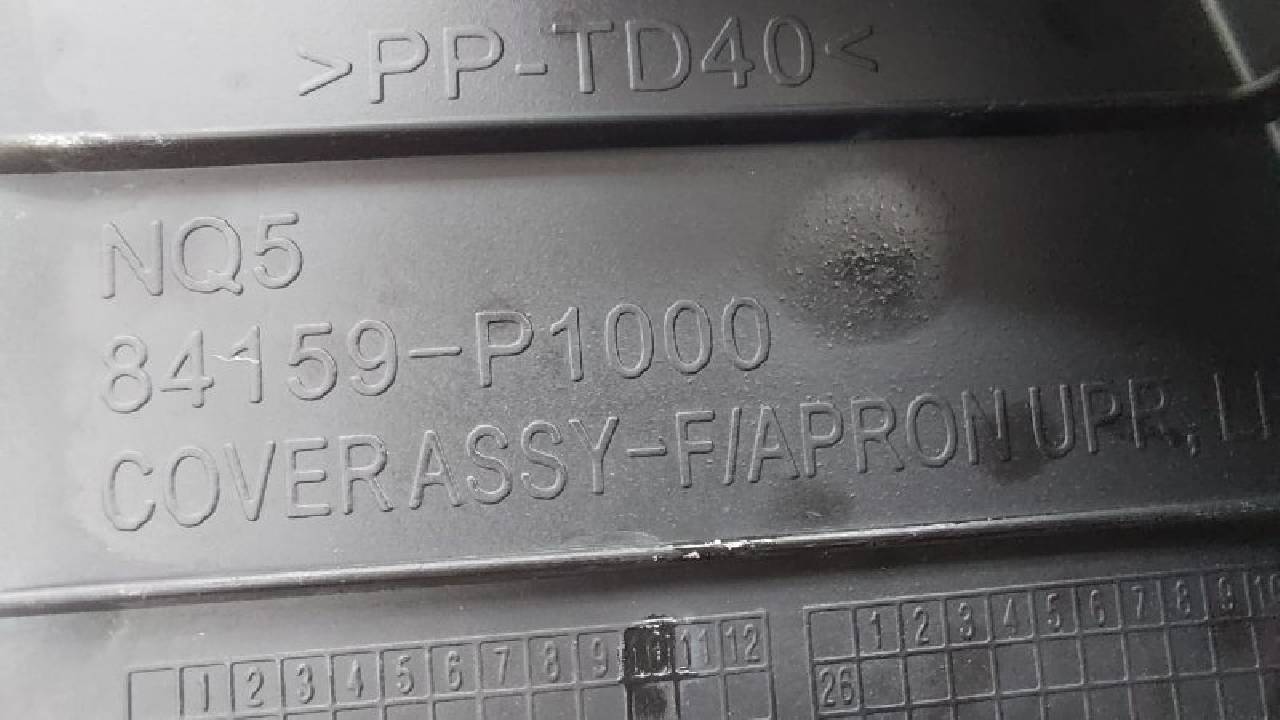 >PP-TD40<
NQ5
84159-P1000
COVER ASSY-F/APRON UPR,
1 2 3 4 5 6 7 8 9 10 11 12
1 2 3 4 5 6 7 8 9 10
26